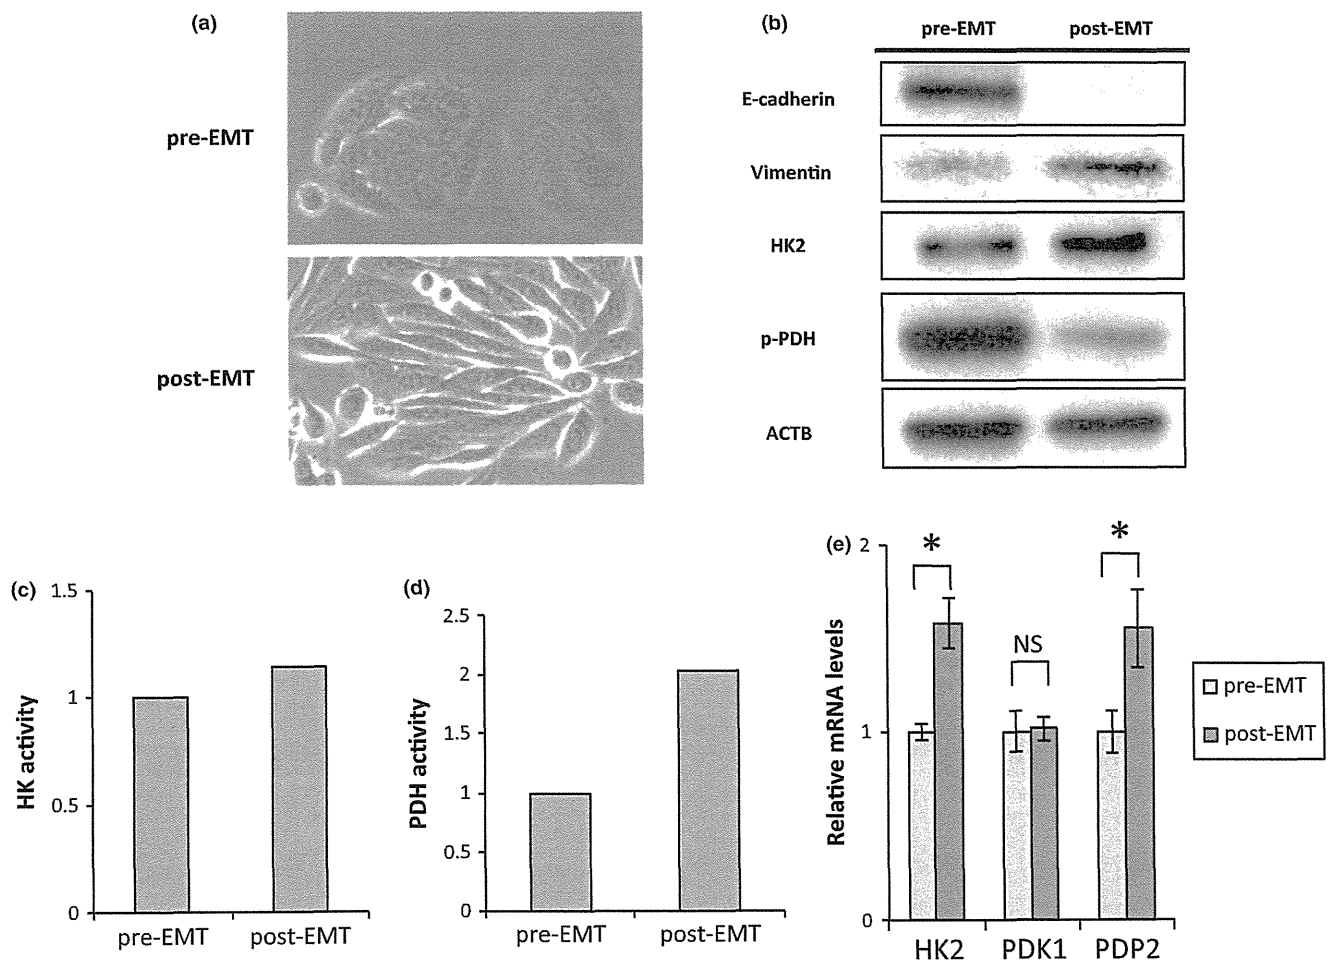 (a)
pre-EMT
post-EMT
(b)
pre-EMT post-EMT
E-cadherin
Vimentin
HK2
p-PDH
ACTB
(c)
HK activity
1.5
1
0.5
0
pre-EMT post-EMT
(d)
PDH activity
2.5
2
1.5
1
0.5
0
pre-EMT post-EMT
(e)
Relative mRNA levels
2
1
0
*
NS
*
HK2 PDK1 PDP2
pre-EMT
post-EMT